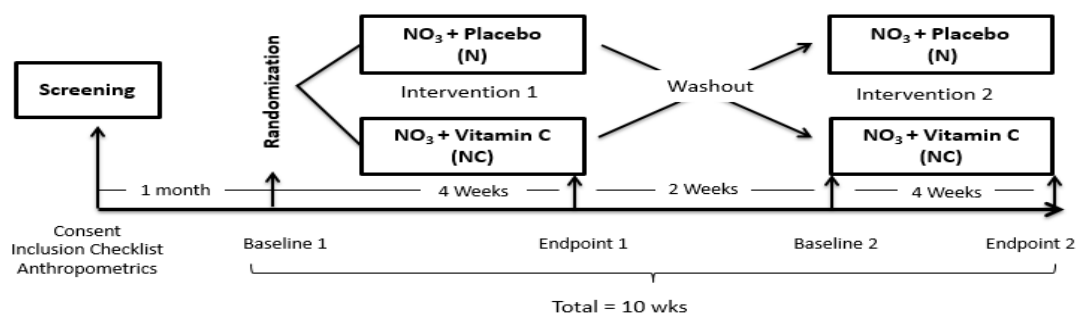 Screening
Randomization
NO₃ + Placebo
(N)
Intervention 1
NO₃ + Vitamin C
(NC)
Washout
NO₃ + Placebo
(N)
Intervention 2
NO₃ + Vitamin C
(NC)
1 month
4 Weeks
2 Weeks
4 Weeks
Consent
Inclusion Checklist
Anthropometrics
Baseline 1
Endpoint 1
Baseline 2
Endpoint 2
Total = 10 wks